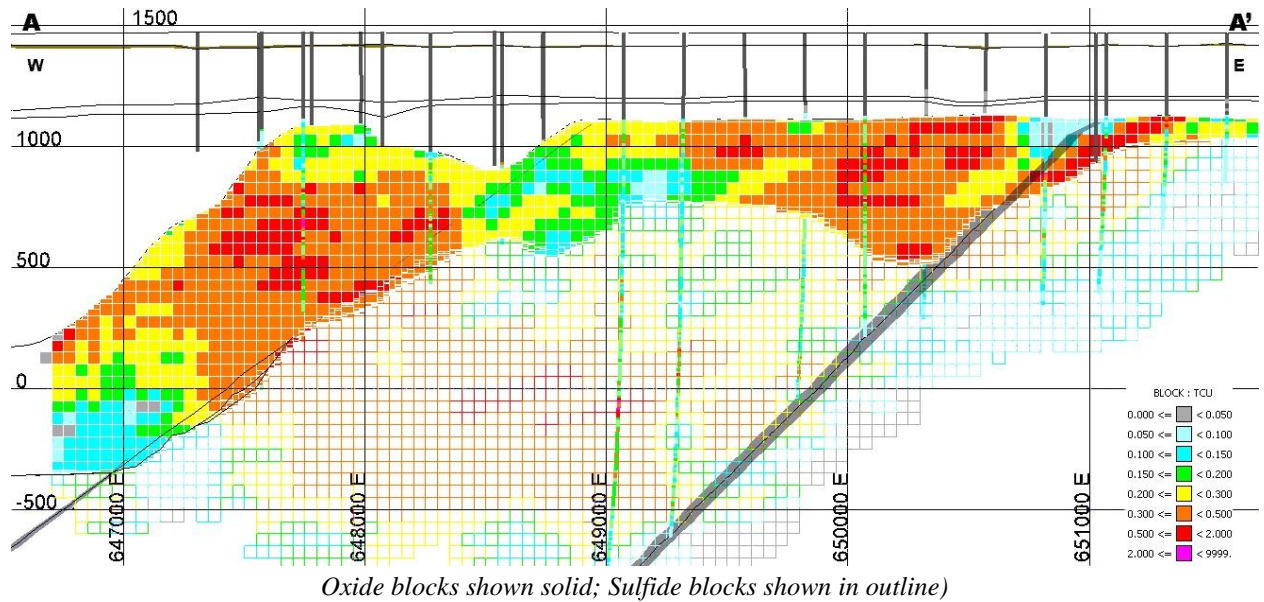 A
1500
A'
W
E
1000
500
0
-500
647000 E
648000 E
649000 E
650000 E
651000 E
BLOCK : TCU
0.000 <= < 0.050
0.050 <= < 0.100
0.100 <= < 0.150
0.150 <= < 0.200
0.200 <= < 0.300
0.300 <= < 0.500
0.500 <= < 2.000
2.000 <= < 9999.
Oxide blocks shown solid; Sulfide blocks shown in outline)